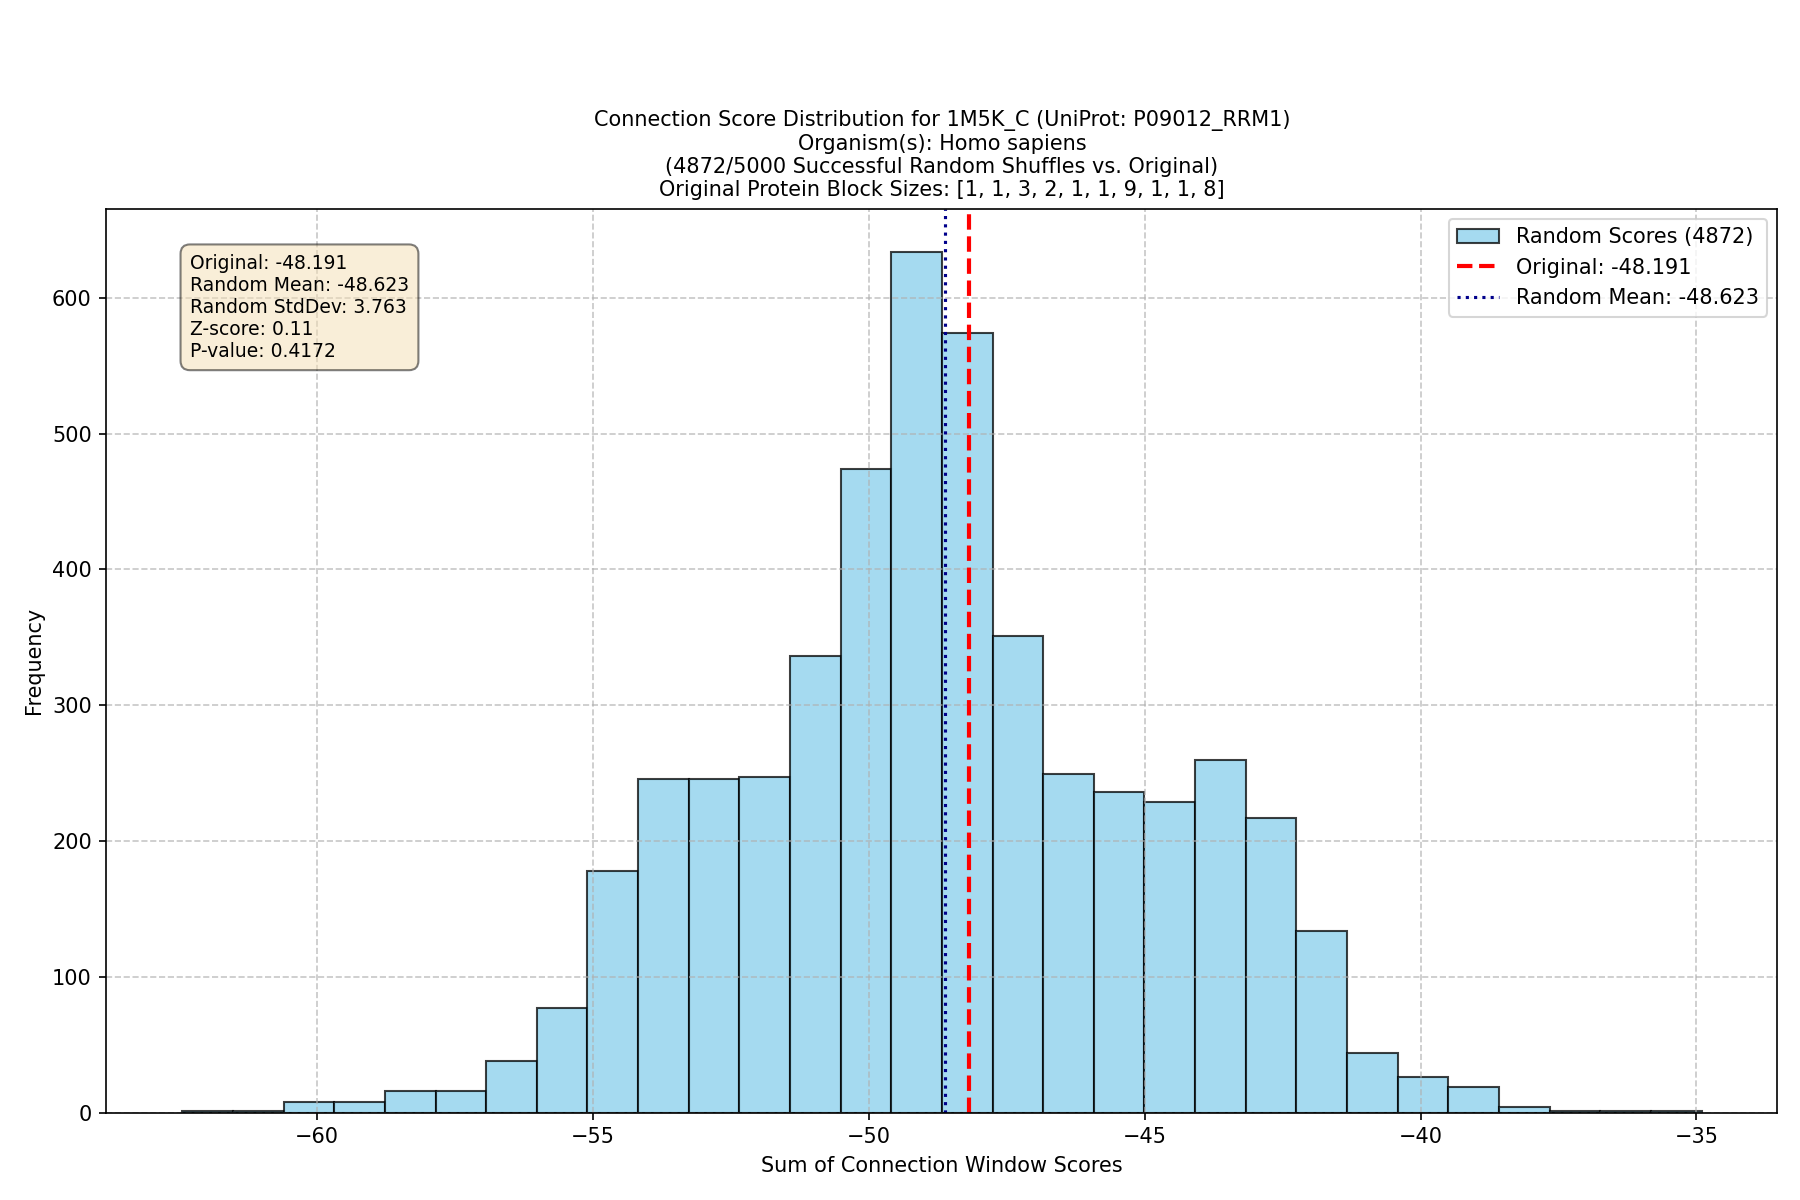 Connection Score Distribution for 1M5K_C (UniProt: P09012_RRM1)
Organism(s): Homo sapiens
(4872/5000 Successful Random Shuffles vs. Original)
Original Protein Block Sizes: [1, 1, 3, 2, 1, 1, 9, 1, 1, 8]
Original: -48.191
Random Mean: -48.623
Random StdDev: 3.763
Z-score: 0.11
P-value: 0.4172
Random Scores (4872)
Original: -48.191
Random Mean: -48.623
Frequency
600
500
400
300
200
100
0
−60
−55
−50
−45
−40
−35
Sum of Connection Window Scores